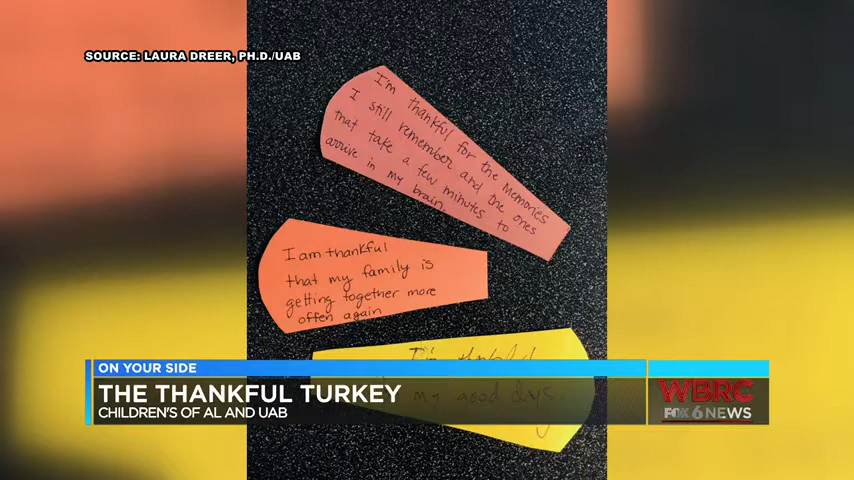 SOURCE: LAURA DREER, PH.D./UAB
I'm thankful for the Memories
I still remember and the ones
that take a few minutes to
arrive in my brain.
I am thankful
that my family is
getting together more
often again
I'm thankful
my good days.
ON YOUR SIDE
THE THANKFUL TURKEY
CHILDREN'S OF AL AND UAB
WBRC
FOX 6 NEWS